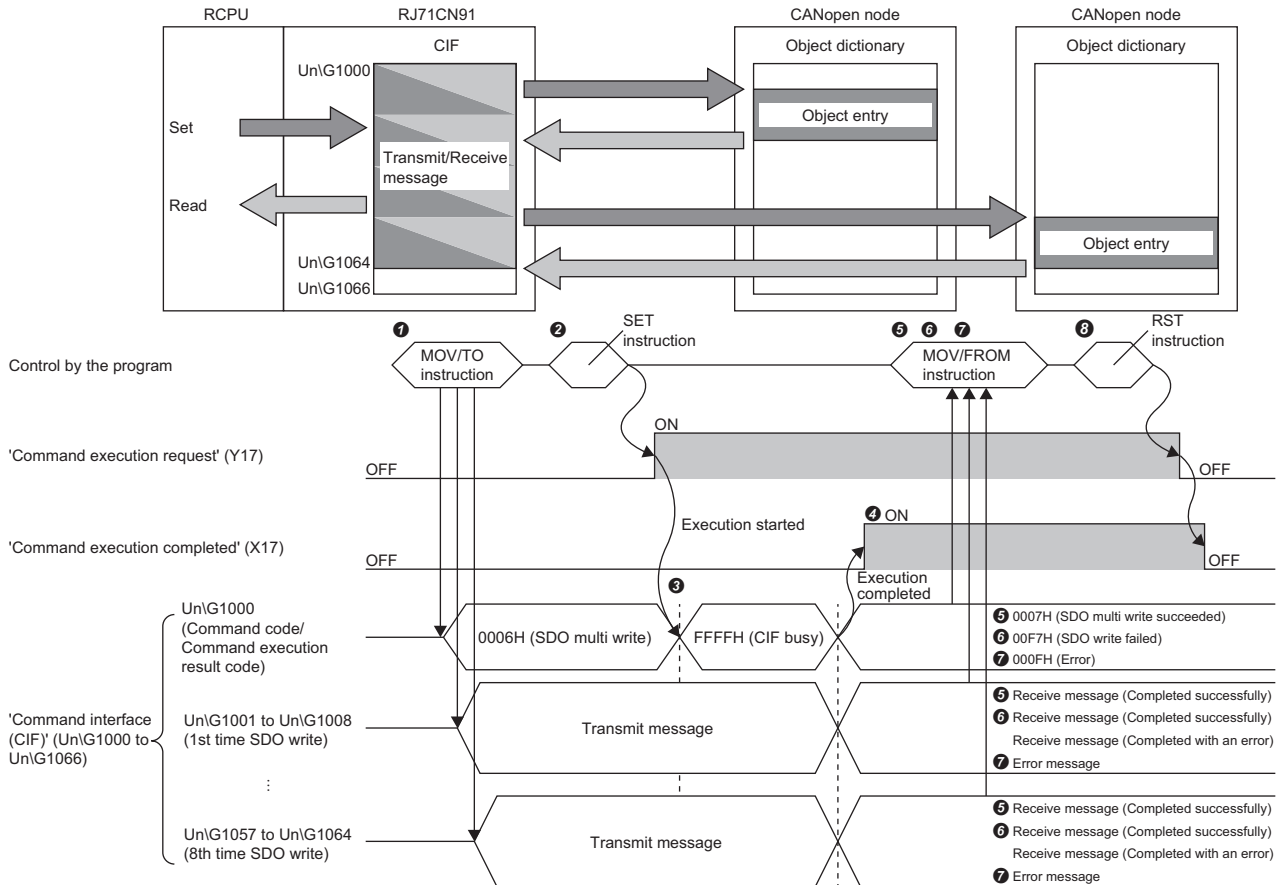 RCPU
RJ71CN91
CANopen node
CANopen node
CIF
Object dictionary
Object dictionary
Un\G1000
Object entry
Set
Transmit/Receive
message
Read
Object entry
Un\G1064
Un\G1066
❶
❷
SET
instruction
❺ ❻ ❼
❽
RST
instruction
Control by the program
MOV/TO
instruction
MOV/FROM
instruction
ON
'Command execution request' (Y17)
OFF
OFF
Execution started
❹ ON
'Command execution completed' (X17)
OFF
OFF
Execution
completed
❸
Un\G1000
(Command code/
Command execution
result code)
0006H (SDO multi write)
FFFFH (CIF busy)
❺ 0007H (SDO multi write succeeded)
❻ 00F7H (SDO write failed)
❼ 000FH (Error)
'Command interface
(CIF)' (Un\G1000 to
Un\G1066)
Un\G1001 to Un\G1008
(1st time SDO write)
Transmit message
❺ Receive message (Completed successfully)
❻ Receive message (Completed successfully)
Receive message (Completed with an error)
❼ Error message
⋮
Un\G1057 to Un\G1064
(8th time SDO write)
Transmit message
❺ Receive message (Completed successfully)
❻ Receive message (Completed successfully)
Receive message (Completed with an error)
❼ Error message